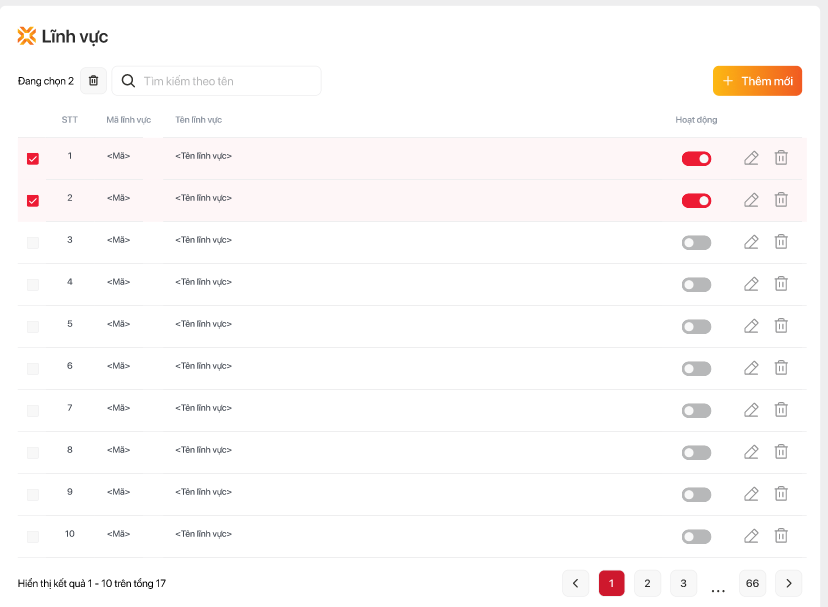 Lĩnh vực
Đang chọn 2 Tìm kiếm theo tên + Thêm mới
STT Mã lĩnh vực Tên lĩnh vực Hoạt động
1 <Mã> <Tên lĩnh vực>
2 <Mã> <Tên lĩnh vực>
3 <Mã> <Tên lĩnh vực>
4 <Mã> <Tên lĩnh vực>
5 <Mã> <Tên lĩnh vực>
6 <Mã> <Tên lĩnh vực>
7 <Mã> <Tên lĩnh vực>
8 <Mã> <Tên lĩnh vực>
9 <Mã> <Tên lĩnh vực>
10 <Mã> <Tên lĩnh vực>
Hiển thị kết quả 1 - 10 trên tổng 17 < 1 2 3 ... 66 >